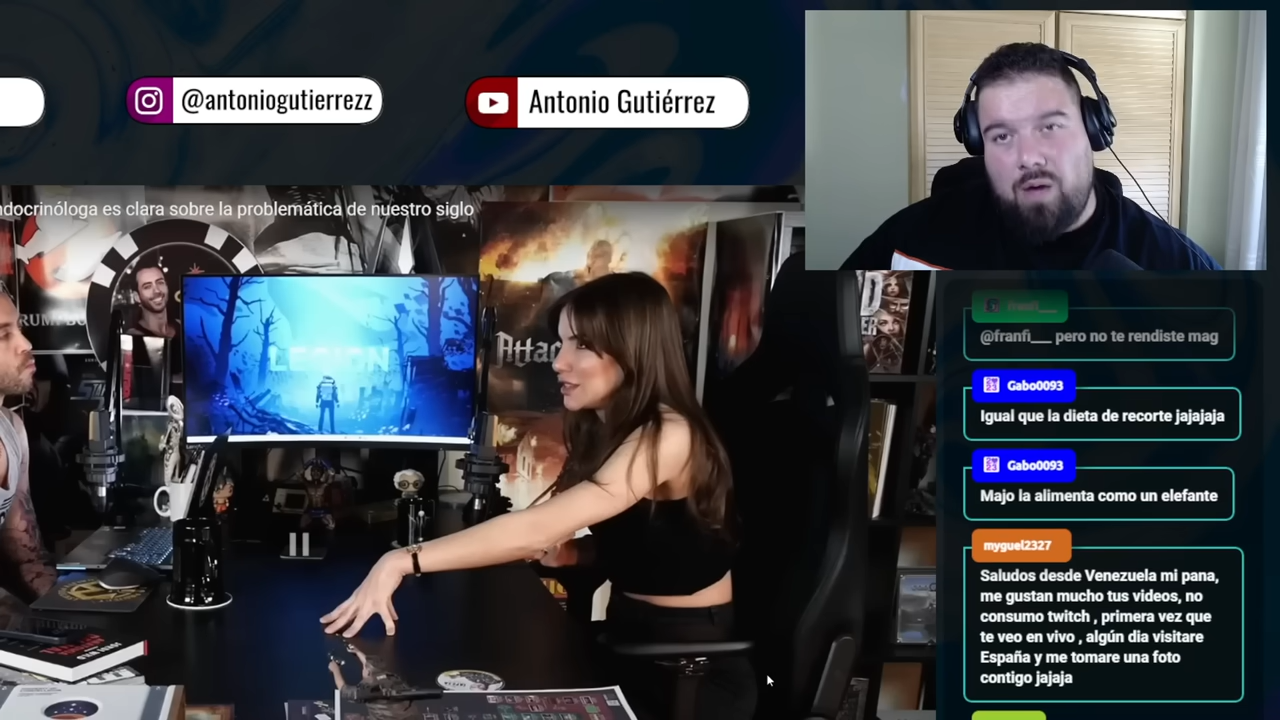 @antoniogutierrezz
Antonio Gutiérrez
ndocrinóloga es clara sobre la problemática de nuestro siglo
LEGION
Attac
@franfi___ pero no te rendiste mag
Gabo0093
Igual que la dieta de recorte jajajaja
Gabo0093
Majo la alimenta como un elefante
myguel2327
Saludos desde Venezuela mi pana,
me gustan mucho tus videos, no
consumo twitch , primera vez que
te veo en vivo , algún dia visitare
España y me tomare una foto
contigo jajaja